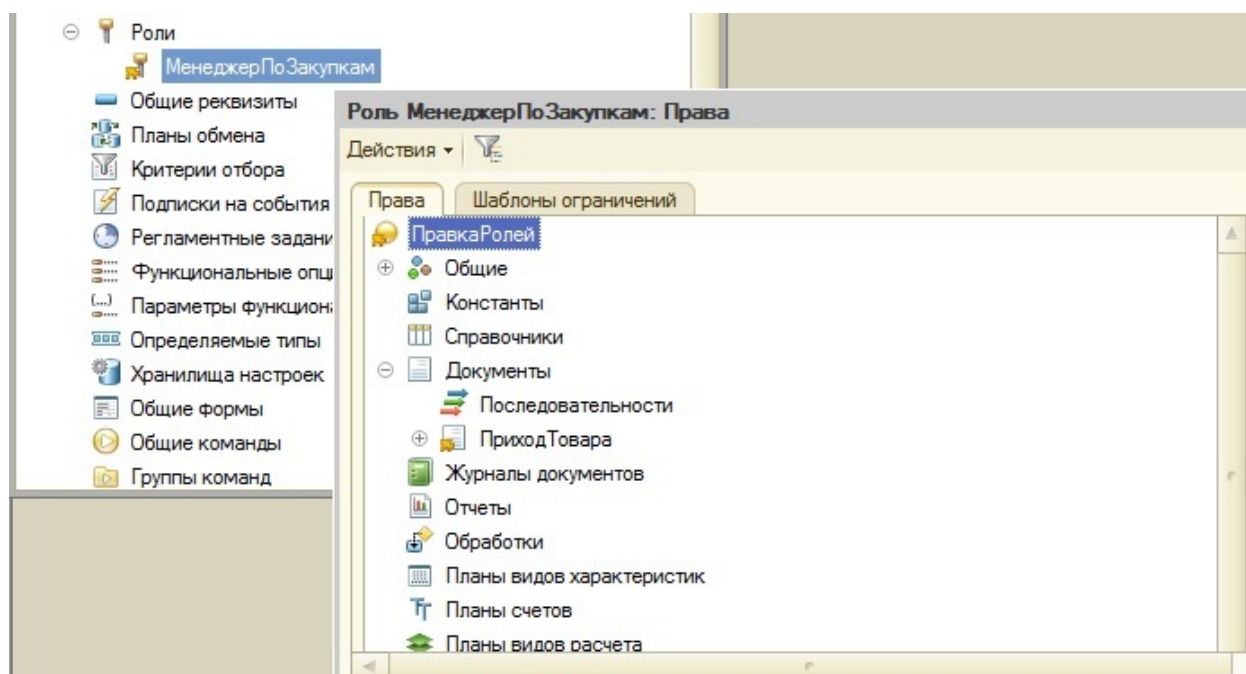 Роли
МенеджерПоЗакупкам
Общие реквизиты
Планы обмена
Критерии отбора
Подписки на события
Регламентные задани
Функциональные опц
Параметры функцион
Определяемые типы
Хранилища настроек
Общие формы
Общие команды
Группы команд
Роль МенеджерПоЗакупкам: Права
Действия
Права Шаблоны ограничений
ПравкаРолей
Общие
Константы
Справочники
Документы
Последовательности
ПриходТовара
Журналы документов
Отчеты
Обработки
Планы видов характеристик
Планы счетов
Планы видов расчета